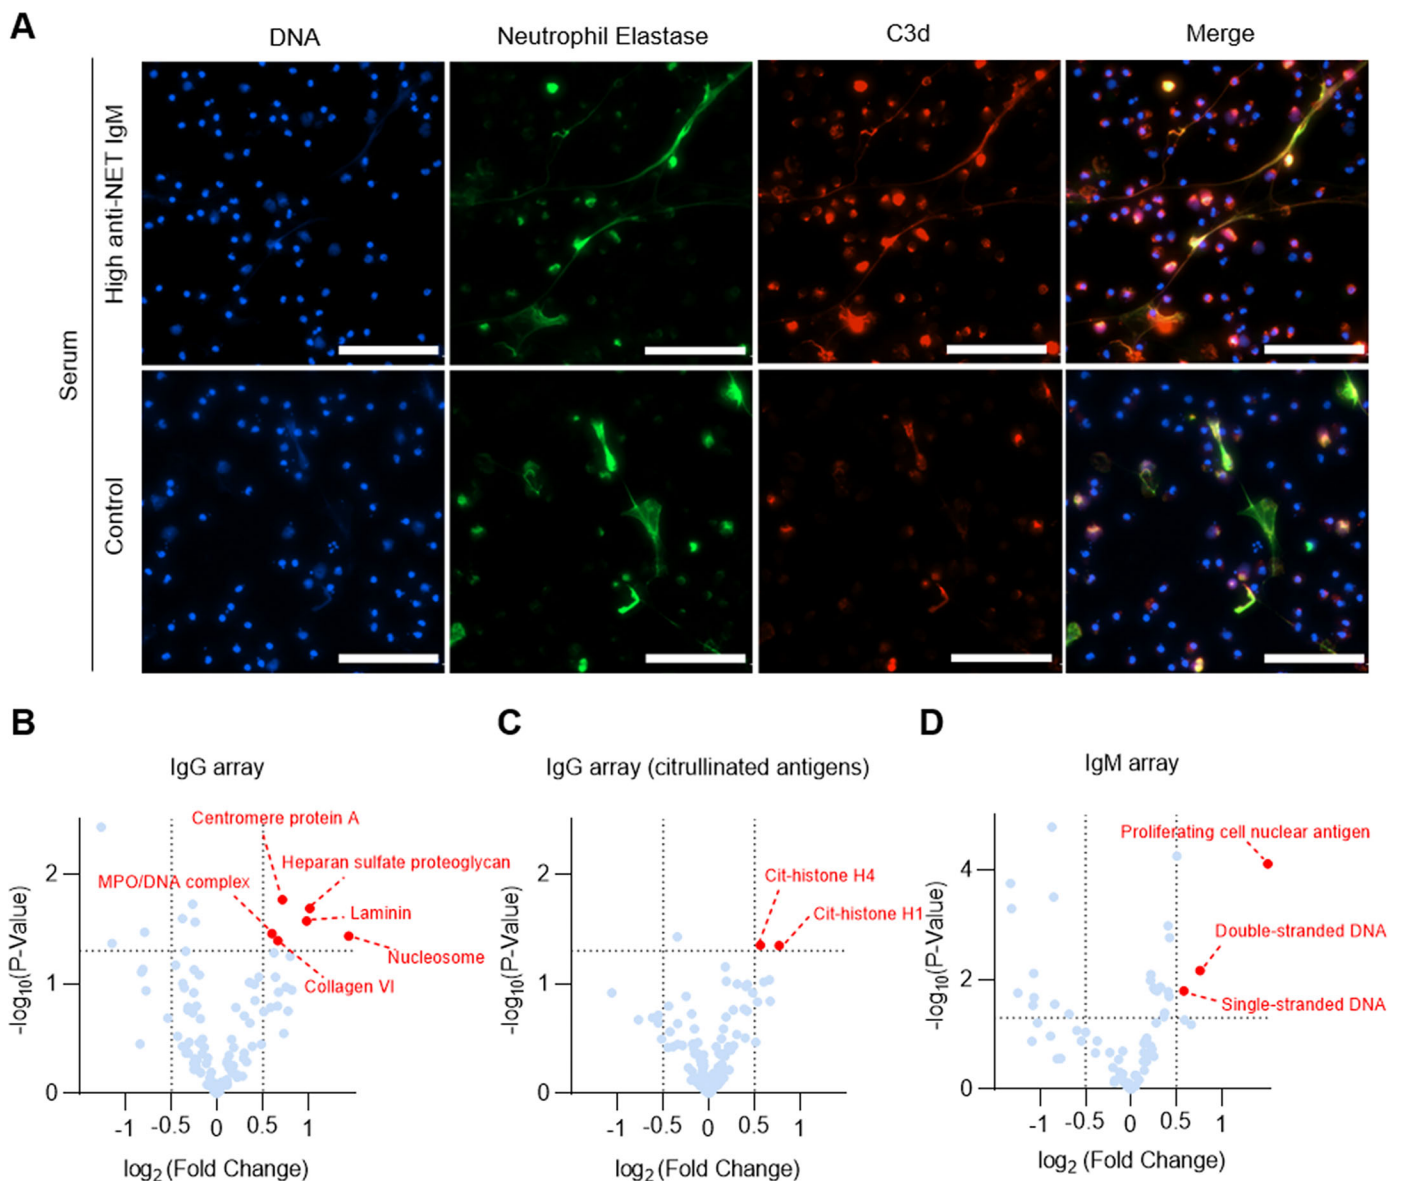 A
DNA
Neutrophil Elastase
C3d
Merge
Serum
High anti-NET IgM
Control
B
IgG array
-log10(P-Value)
2
1
0
-1
-0.5
0
0.5
1
log2 (Fold Change)
Centromere protein A
Heparan sulfate proteoglycan
MPO/DNA complex
Laminin
Nucleosome
Collagen VI
C
IgG array (citrullinated antigens)
-log10(P-Value)
2
1
0
-1
-0.5
0
0.5
1
log2 (Fold Change)
Cit-histone H4
Cit-histone H1
D
IgM array
-log10(P-Value)
4
2
0
-1
-0.5
0
0.5
1
log2 (Fold Change)
Proliferating cell nuclear antigen
Double-stranded DNA
Single-stranded DNA